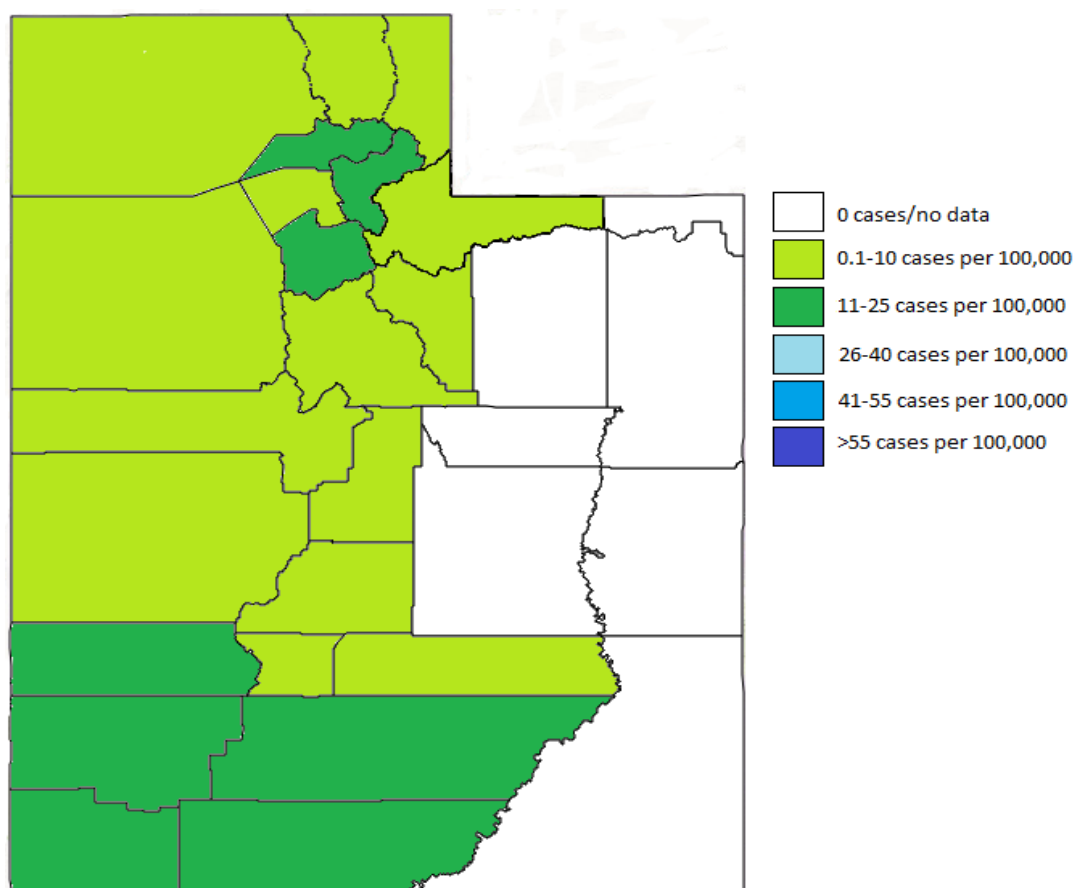 0 cases/no data
0.1-10 cases per 100,000
11-25 cases per 100,000
26-40 cases per 100,000
41-55 cases per 100,000
>55 cases per 100,000